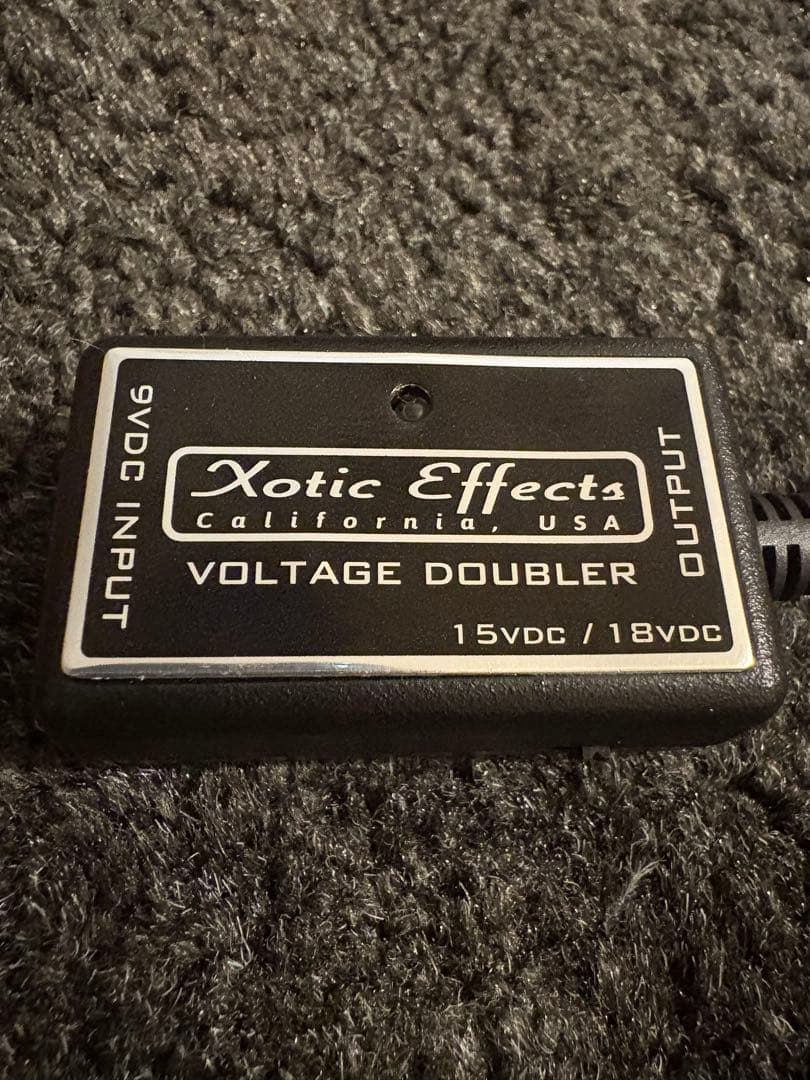 9VDC INPUT
Xotic Effects
California, USA
VOLTAGE DOUBLER
15VDC / 18VDC
OUTPUT